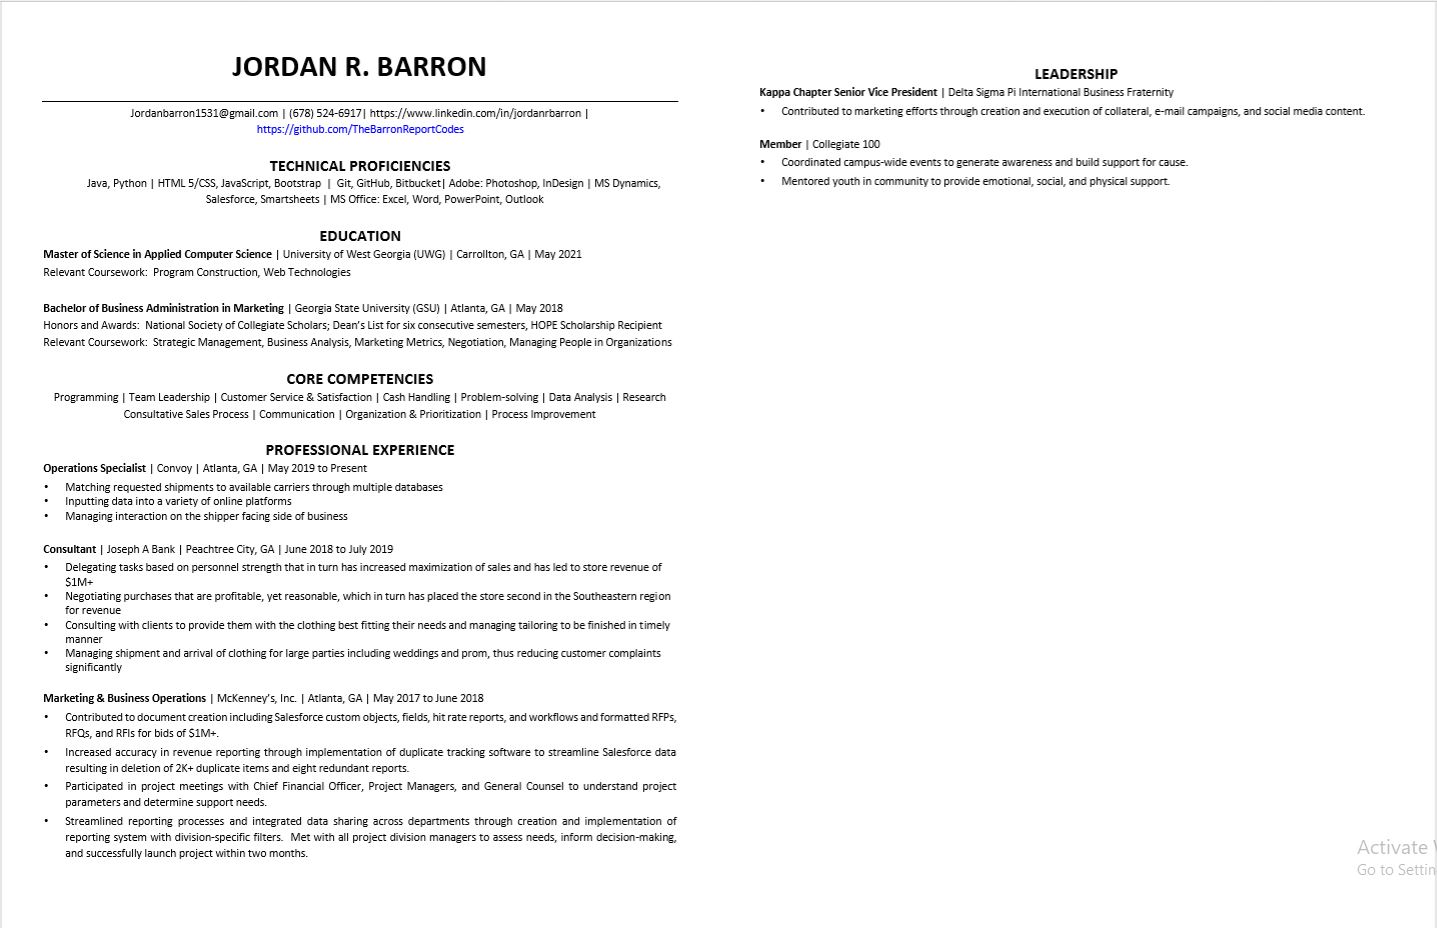 JORDAN R. BARRON
Jordanbarron1531@gmail.com | (678) 524-6917| https://www.linkedin.com/in/jordanrbarron |
https://github.com/TheBarronReportCodes
TECHNICAL PROFICIENCIES
Java, Python | HTML 5/CSS, JavaScript, Bootstrap | Git, GitHub, Bitbucket| Adobe: Photoshop, InDesign | MS Dynamics,
Salesforce, Smartsheets | MS Office: Excel, Word, PowerPoint, Outlook
EDUCATION
Master of Science in Applied Computer Science | University of West Georgia (UWG) | Carrollton, GA | May 2021
Relevant Coursework: Program Construction, Web Technologies
Bachelor of Business Administration in Marketing | Georgia State University (GSU) | Atlanta, GA | May 2018
Honors and Awards: National Society of Collegiate Scholars; Dean's List for six consecutive semesters, HOPE Scholarship Recipient
Relevant Coursework: Strategic Management, Business Analysis, Marketing Metrics, Negotiation, Managing People in Organizations
CORE COMPETENCIES
Programming | Team Leadership | Customer Service & Satisfaction | Cash Handling | Problem-solving | Data Analysis | Research
Consultative Sales Process | Communication | Organization & Prioritization | Process Improvement
PROFESSIONAL EXPERIENCE
Operations Specialist | Convoy | Atlanta, GA | May 2019 to Present
• Matching requested shipments to available carriers through multiple databases
• Inputting data into a variety of online platforms
• Managing interaction on the shipper facing side of business
Consultant | Joseph A Bank | Peachtree City, GA | June 2018 to July 2019
• Delegating tasks based on personnel strength that in turn has increased maximization of sales and has led to store revenue of
$1M+
• Negotiating purchases that are profitable, yet reasonable, which in turn has placed the store second in the Southeastern region
for revenue
• Consulting with clients to provide them with the clothing best fitting their needs and managing tailoring to be finished in timely
manner
• Managing shipment and arrival of clothing for large parties including weddings and prom, thus reducing customer complaints
significantly
Marketing & Business Operations | McKenney's, Inc. | Atlanta, GA | May 2017 to June 2018
• Contributed to document creation including Salesforce custom objects, fields, hit rate reports, and workflows and formatted RFPs,
RFQs, and RFIs for bids of $1M+.
• Increased accuracy in revenue reporting through implementation of duplicate tracking software to streamline Salesforce data
resulting in deletion of 2K+ duplicate items and eight redundant reports.
• Participated in project meetings with Chief Financial Officer, Project Managers, and General Counsel to understand project
parameters and determine support needs.
• Streamlined reporting processes and integrated data sharing across departments through creation and implementation of
reporting system with division-specific filters. Met with all project division managers to assess needs, inform decision-making,
and successfully launch project within two months.
LEADERSHIP
Kappa Chapter Senior Vice President | Delta Sigma Pi International Business Fraternity
• Contributed to marketing efforts through creation and execution of collateral, e-mail campaigns, and social media content.
Member | Collegiate 100
• Coordinated campus-wide events to generate awareness and build support for cause.
• Mentored youth in community to provide emotional, social, and physical support.
Activate
Go to Settin